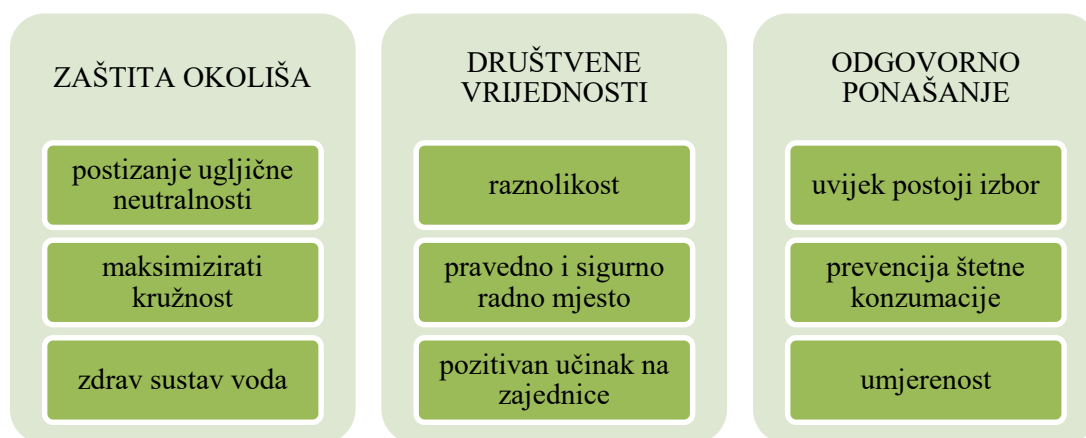 ZAŠTITA OKOLIŠA
postizanje ugljične
neutralnosti
maksimizirati
kružnost
zdrav sustav voda
DRUŠTVENE
VRIJEDNOSTI
raznolikost
pravedno i sigurno
radno mjesto
pozitivan učinak na
zajednice
ODGOVORNO
PONAŠANJE
uvijek postoji izbor
prevencija štetne
konzumacije
umjerenost